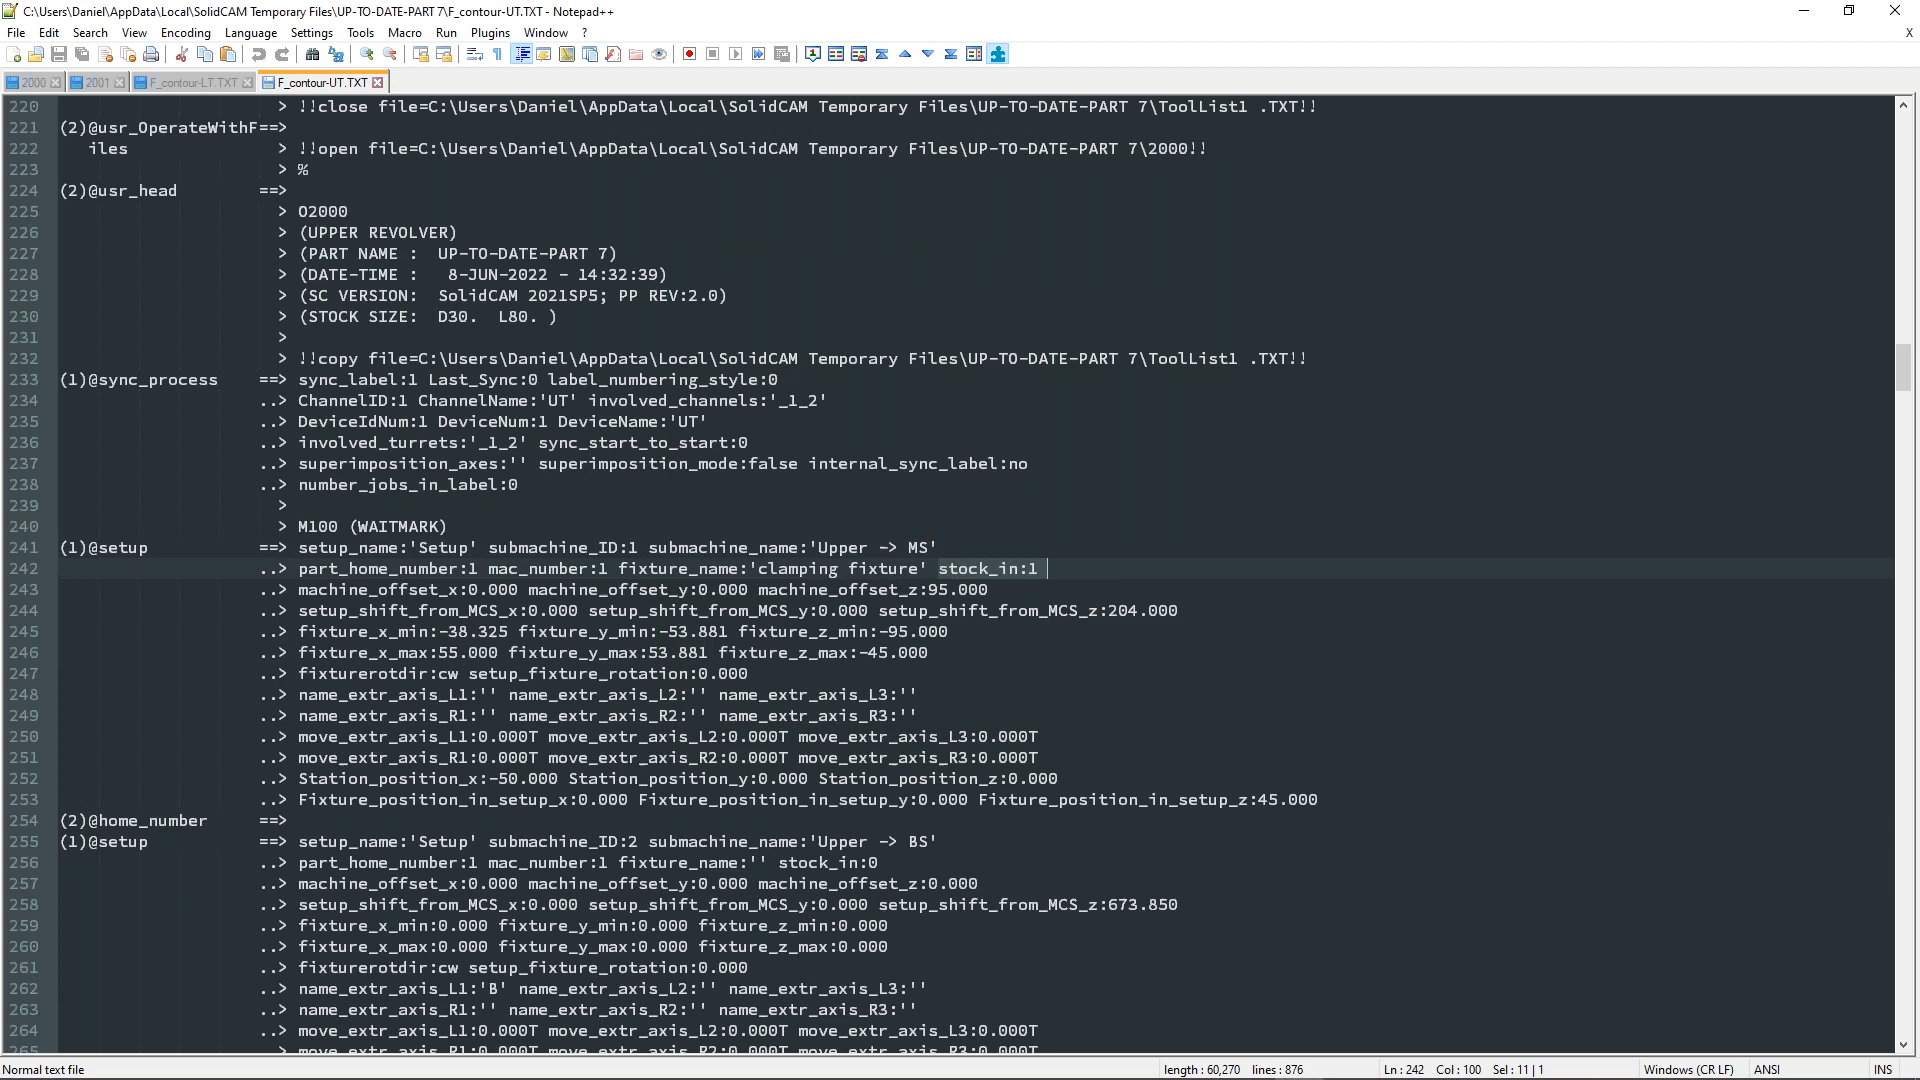 C:\Users\Daniel\AppData\Local\SolidCAM Temporary Files\UP-TO-DATE-PART 7\F_contour-UT.TXT - Notepad++
File Edit Search View Encoding Language Settings Tools Macro Run Plugins Window ? X
2000 2001 F_contour-LT.TXT F_contour-UT.TXT
220 > !!close file=C:\Users\Daniel\AppData\Local\SolidCAM Temporary Files\UP-TO-DATE-PART 7\ToolList1 .TXT!!
221 (2)@usr_OperateWithF==>
222 iles > !!open file=C:\Users\Daniel\AppData\Local\SolidCAM Temporary Files\UP-TO-DATE-PART 7\2000!!
223 > %
224 (2)@usr_head ==>
225 > O2000
226 > (UPPER REVOLVER)
227 > (PART NAME : UP-TO-DATE-PART 7)
228 > (DATE-TIME : 8-JUN-2022 - 14:32:39)
229 > (SC VERSION: SolidCAM 2021SP5; PP REV:2.0)
230 > (STOCK SIZE: D30. L80. )
231 >
232 > !!copy file=C:\Users\Daniel\AppData\Local\SolidCAM Temporary Files\UP-TO-DATE-PART 7\ToolList1 .TXT!!
233 (1)@sync_process ==> sync_label:1 Last_Sync:0 label_numbering_style:0
234 ..> ChannelID:1 ChannelName:'UT' involved_channels:'_1_2'
235 ..> DeviceIdNum:1 DeviceNum:1 DeviceName:'UT'
236 ..> involved_turrets:'_1_2' sync_start_to_start:0
237 ..> superimposition_axes:'' superimposition_mode:false internal_sync_label:no
238 ..> number_jobs_in_label:0
239 >
240 > M100 (WAITMARK)
241 (1)@setup ==> setup_name:'Setup' submachine_ID:1 submachine_name:'Upper -> MS'
242 ..> part_home_number:1 mac_number:1 fixture_name:'clamping fixture' stock_in:1
243 ..> machine_offset_x:0.000 machine_offset_y:0.000 machine_offset_z:95.000
244 ..> setup_shift_from_MCS_x:0.000 setup_shift_from_MCS_y:0.000 setup_shift_from_MCS_z:204.000
245 ..> fixture_x_min:-38.325 fixture_y_min:-53.881 fixture_z_min:-95.000
246 ..> fixture_x_max:55.000 fixture_y_max:53.881 fixture_z_max:-45.000
247 ..> fixturerotdir:cw setup_fixture_rotation:0.000
248 ..> name_extr_axis_L1:'' name_extr_axis_L2:'' name_extr_axis_L3:''
249 ..> name_extr_axis_R1:'' name_extr_axis_R2:'' name_extr_axis_R3:''
250 ..> move_extr_axis_L1:0.000T move_extr_axis_L2:0.000T move_extr_axis_L3:0.000T
251 ..> move_extr_axis_R1:0.000T move_extr_axis_R2:0.000T move_extr_axis_R3:0.000T
252 ..> Station_position_x:-50.000 Station_position_y:0.000 Station_position_z:0.000
253 ..> Fixture_position_in_setup_x:0.000 Fixture_position_in_setup_y:0.000 Fixture_position_in_setup_z:45.000
254 (2)@home_number ==>
255 (1)@setup ==> setup_name:'Setup' submachine_ID:2 submachine_name:'Upper -> BS'
256 ..> part_home_number:1 mac_number:1 fixture_name:'' stock_in:0
257 ..> machine_offset_x:0.000 machine_offset_y:0.000 machine_offset_z:0.000
258 ..> setup_shift_from_MCS_x:0.000 setup_shift_from_MCS_y:0.000 setup_shift_from_MCS_z:673.850
259 ..> fixture_x_min:0.000 fixture_y_min:0.000 fixture_z_min:0.000
260 ..> fixture_x_max:0.000 fixture_y_max:0.000 fixture_z_max:0.000
261 ..> fixturerotdir:cw setup_fixture_rotation:0.000
262 ..> name_extr_axis_L1:'B' name_extr_axis_L2:'' name_extr_axis_L3:''
263 ..> name_extr_axis_R1:'' name_extr_axis_R2:'' name_extr_axis_R3:''
264 ..> move_extr_axis_L1:0.000T move_extr_axis_L2:0.000T move_extr_axis_L3:0.000T
265 ..> move_extr_axis_R1:0.000T move_extr_axis_R2:0.000T move_extr_axis_R3:0.000T
Normal text file length : 60,270 lines : 876 Ln : 242 Col : 100 Sel : 11 | 1 Windows (CR LF) ANSI INS